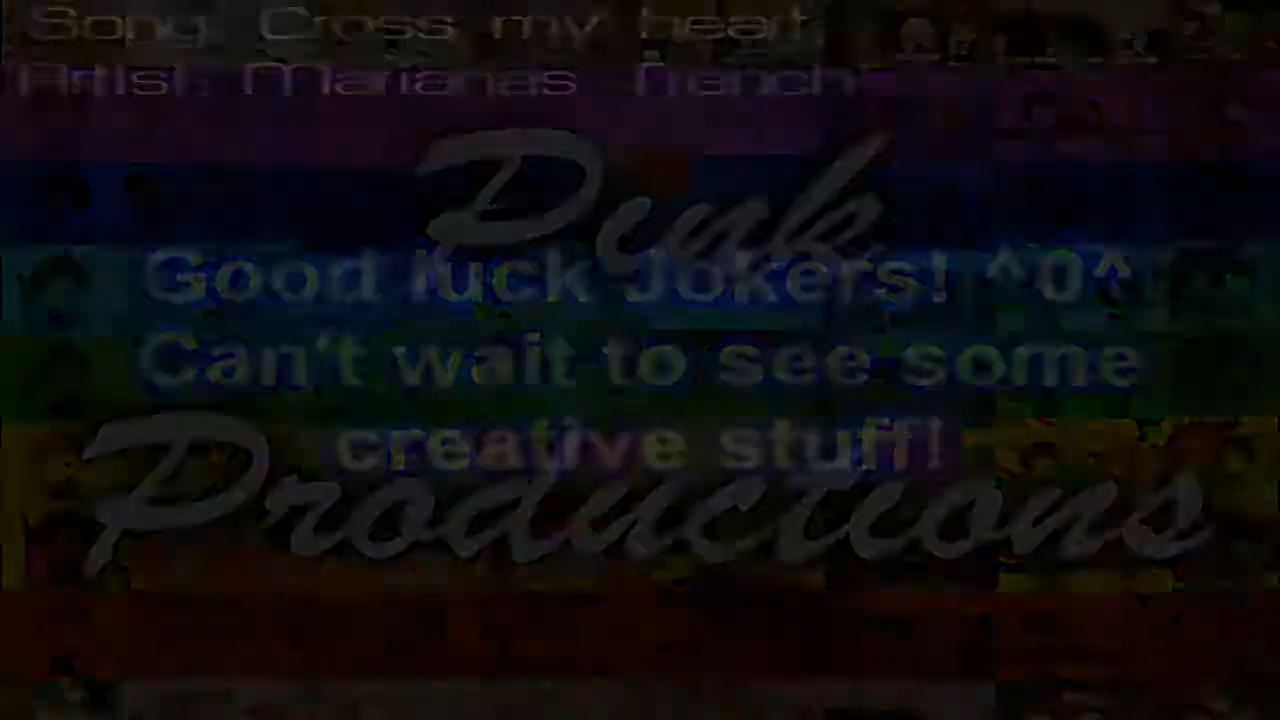 Song: Cross my heart
Artist: Marianas Trench
Pink
Good luck Jokers! ^0^
Can't wait to see some
creative stuff!
Productions